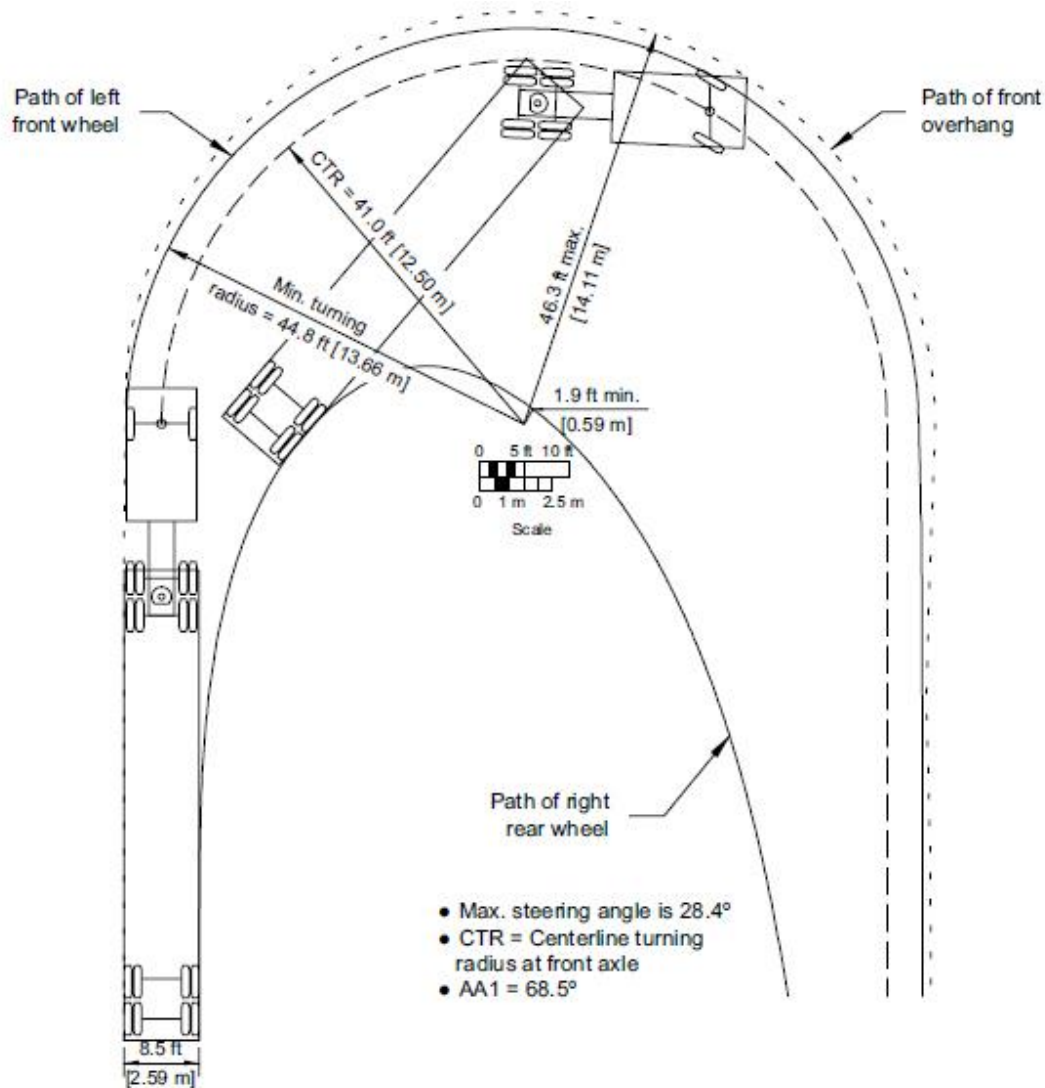 Path of left
front wheel
Path of front
overhang
CTR = 41.0 ft [12.50 m]
46.3 ft max.
[14.11 m]
Min. turning
radius = 44.8 ft [13.66 m]
1.9 ft min.
[0.59 m]
0 5 ft 10 ft
0 1 m 2.5 m
Scale
Path of right
rear wheel
● Max. steering angle is 28.4º
● CTR = Centerline turning
radius at front axle
● AA1 = 68.5º
8.5 ft
[2.59 m]